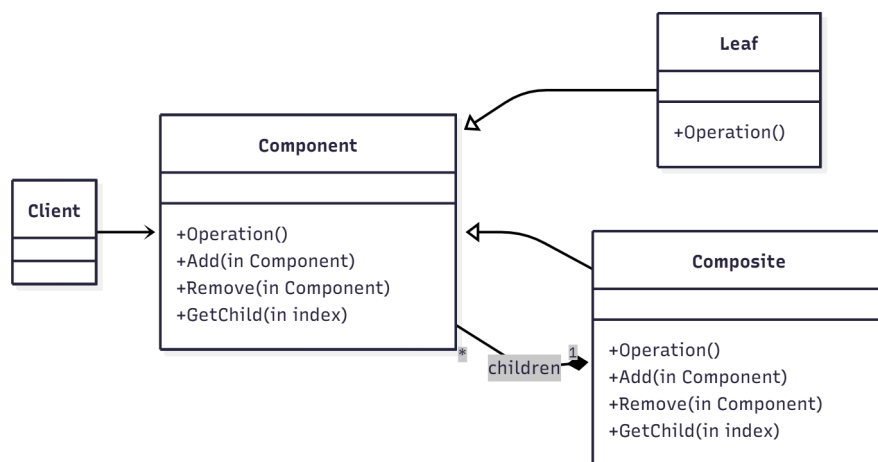 Leaf
+Operation()
Component
+Operation()
+Add(in Component)
+Remove(in Component)
+GetChild(in index)
Client
Composite
+Operation()
+Add(in Component)
+Remove(in Component)
+GetChild(in index)
*
children
1